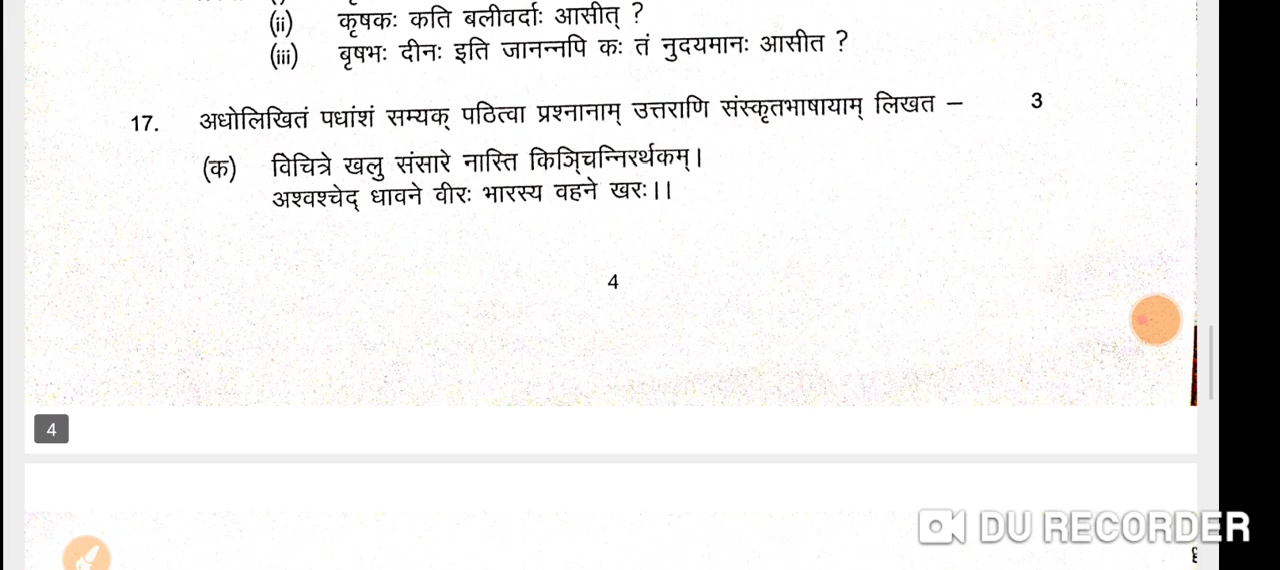 (ii) कृषकः कति बलीवर्दाः आसीत् ?
(iii) बृषभः दीनः इति जानन्नपि कः तं नुदयमानः आसीत ?
17. अधोलिखितं पधांशं सम्यक् पठित्वा प्रश्नानाम् उत्तराणि संस्कृतभाषायाम् लिखत – 3
(क) विचित्रे खलु संसारे नास्ति किञ्चिन्निरर्थकम्।
अश्वश्चेद् धावने वीरः भारस्य वहने खरः।।
4
4
DU RECORDER